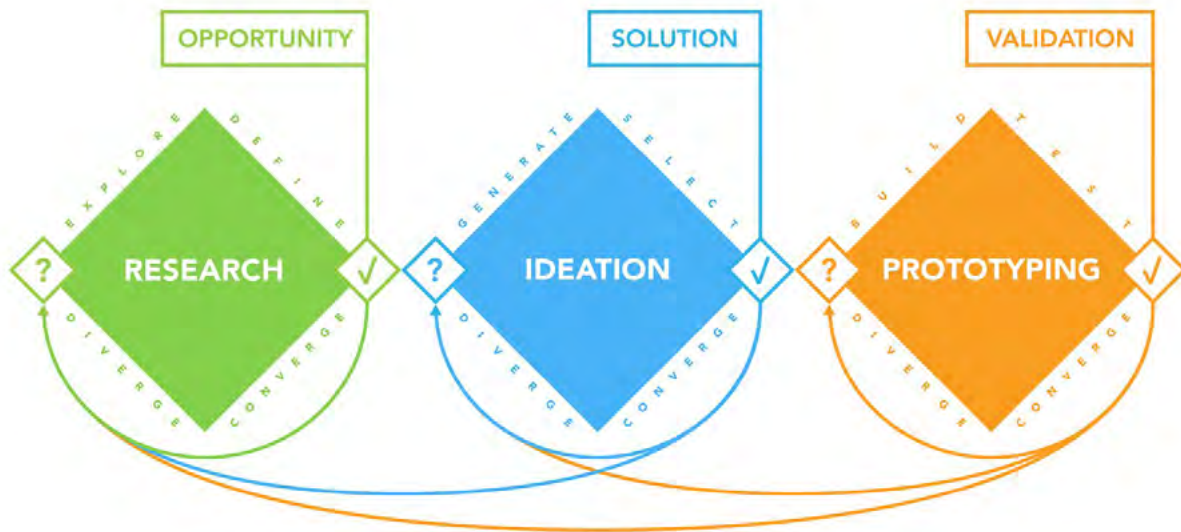 OPPORTUNITY
SOLUTION
VALIDATION
EXPLORE
DEFINE
GENERATE
SELECT
BUILD
TEST
?
RESEARCH
✓
?
IDEATION
✓
?
PROTOTYPING
✓
DIVERGE
CONVERGE
DIVERGE
CONVERGE
DIVERGE
CONVERGE